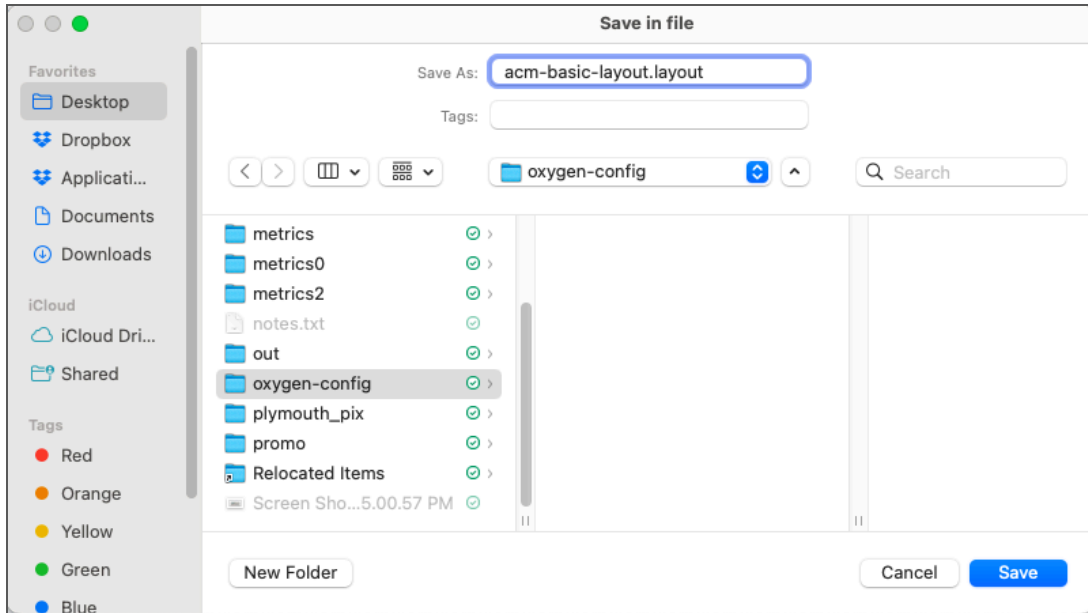 Save in file
Favorites
Desktop
Dropbox
Applicati...
Documents
Downloads
iCloud
iCloud Dri...
Shared
Tags
Red
Orange
Yellow
Green
Blue
Save As: acm-basic-layout.layout
Tags:
oxygen-config
Search
metrics
metrics0
metrics2
notes.txt
out
oxygen-config
plymouth_pix
promo
Relocated Items
Screen Sho...5.00.57 PM
New Folder
Cancel
Save